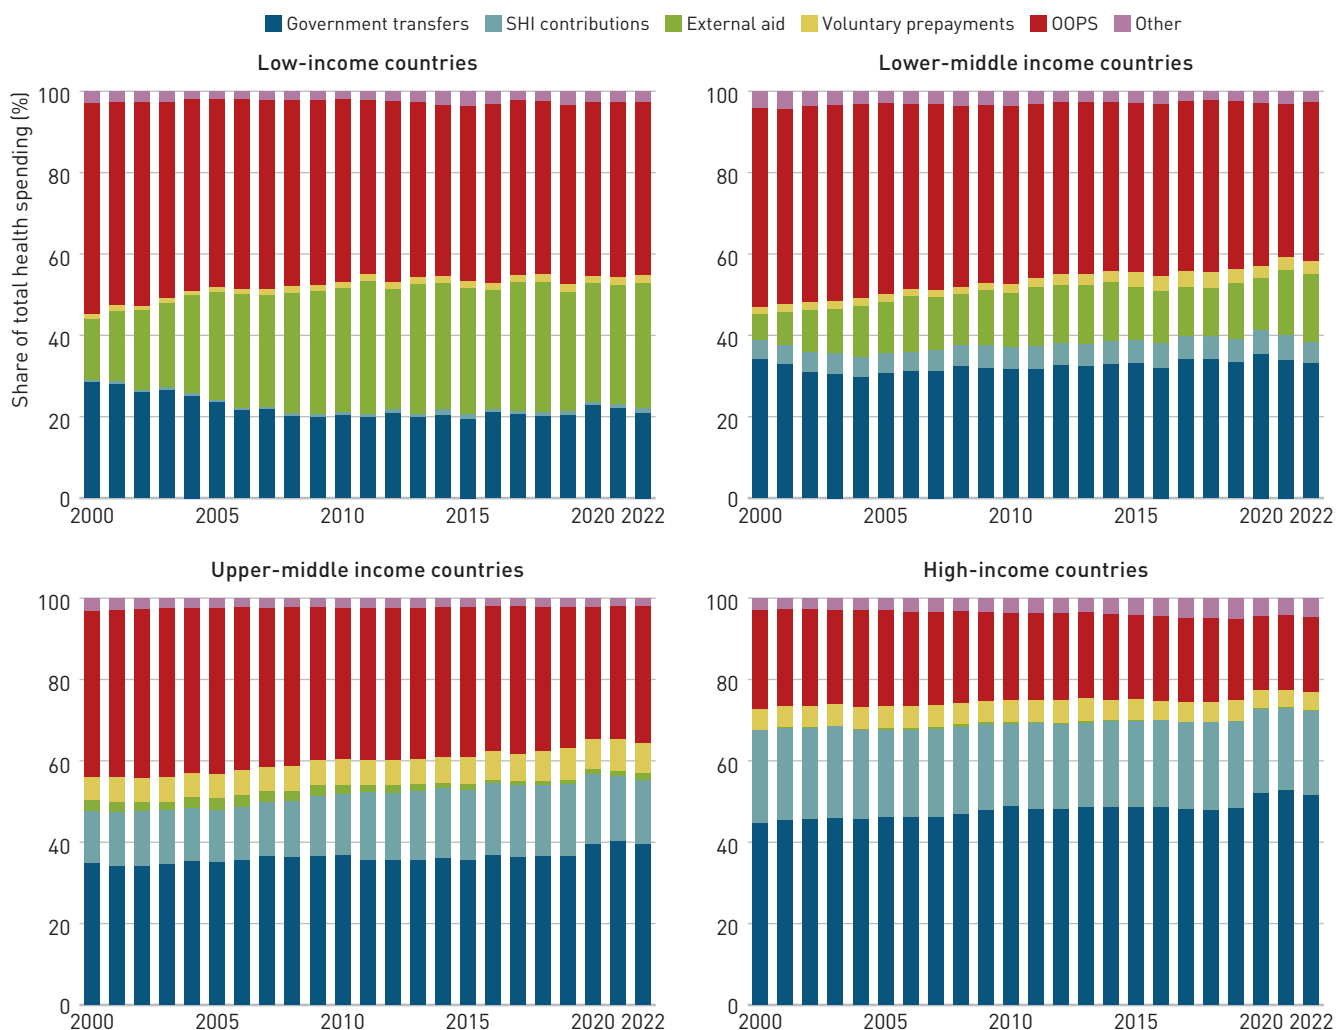 Government transfers SHI contributions External aid Voluntary prepayments OOPS Other
Low-income countries
Lower-middle income countries
Share of total health spending (%)
100
80
60
40
20
0
2000 2005 2010 2015 2020 2022
100
80
60
40
20
0
2000 2005 2010 2015 2020 2022
Upper-middle income countries
High-income countries
100
80
60
40
20
0
2000 2005 2010 2015 2020 2022
100
80
60
40
20
0
2000 2005 2010 2015 2020 2022